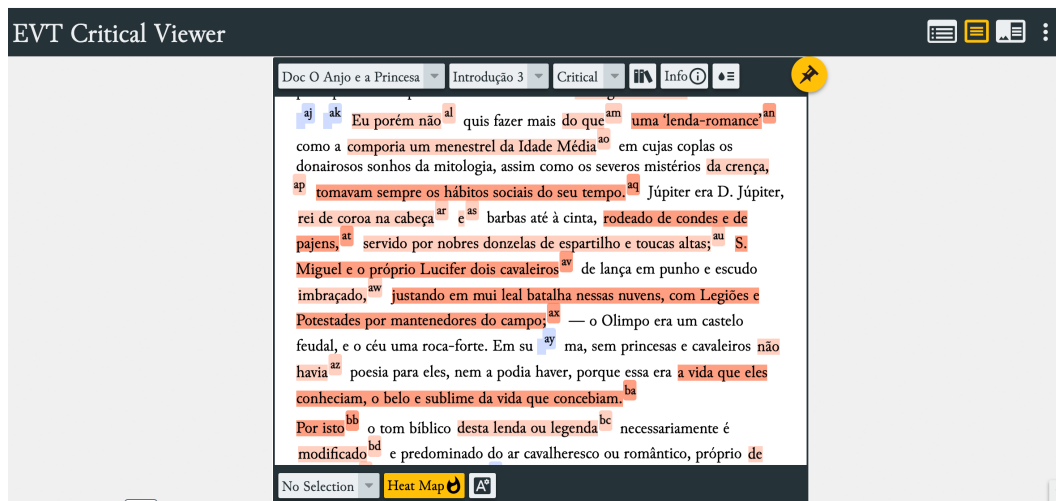 EVT Critical Viewer
Doc O Anjo e a Princesa Introdução 3 Critical Info
aj ak Eu porém não al quis fazer mais do que am uma ‘lenda-romance’ an
como a comporia um menestrel da Idade Média ao em cujas coplas os
donairosos sonhos da mitologia, assim como os severos mistérios da crença,
ap tomavam sempre os hábitos sociais do seu tempo. aq Júpiter era D. Júpiter,
rei de coroa na cabeça ar e as barbas até à cinta, rodeado de condes e de
pajens, at servido por nobres donzelas de espartilho e toucas altas; au S.
Miguel e o próprio Lucifer dois cavaleiros av de lança em punho e escudo
imbraçado, aw justando em mui leal batalha nessas nuvens, com Legiões e
Potestades por mantenedores do campo; ax — o Olimpo era um castelo
feudal, e o céu uma roca-forte. Em su ay ma, sem princesas e cavaleiros não
havia az poesia para eles, nem a podia haver, porque essa era a vida que eles
conheciam, o belo e sublime da vida que concebiam. ba
Por isto bb o tom bíblico desta lenda ou legenda bc necessariamente é
modificado bd e predominado do ar cavalheresco ou romântico, próprio de
No Selection Heat Map A